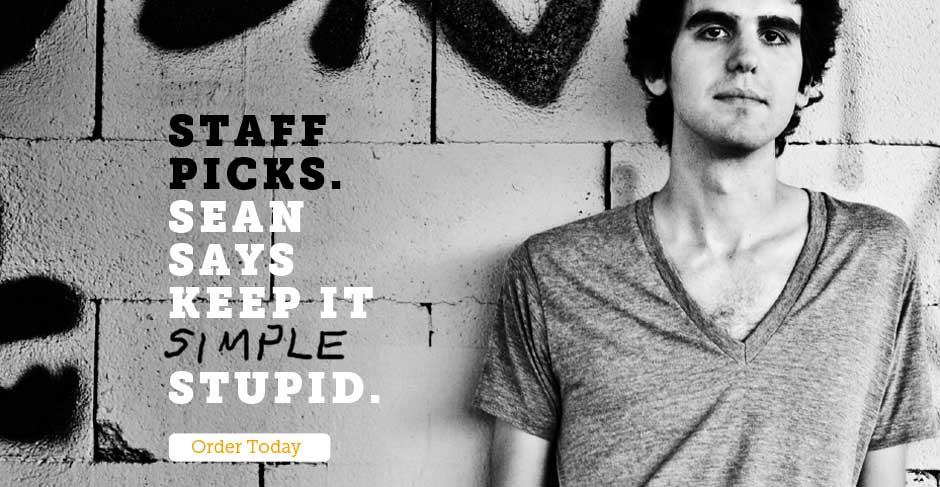 STAFF
PICKS.
SEAN
SAYS
KEEP IT
SIMPLE
STUPID.
Order Today